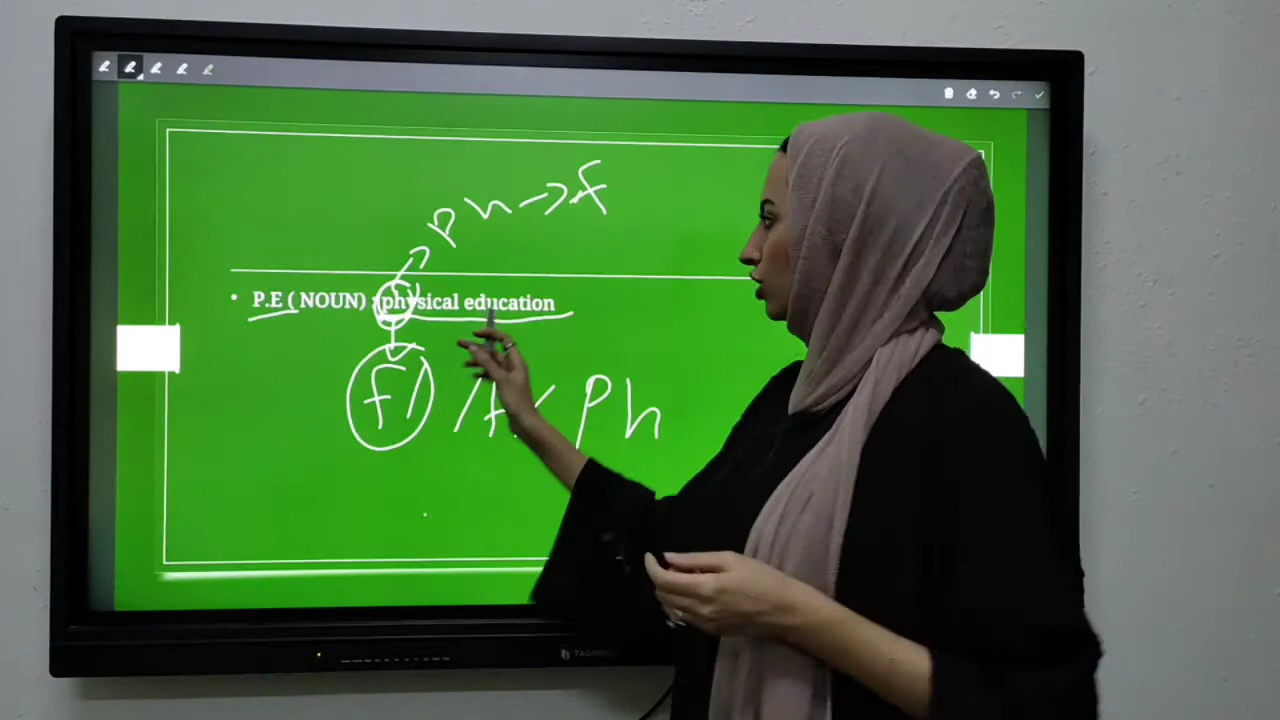 ph → f
• P.E ( NOUN) : physical education
f /f ph